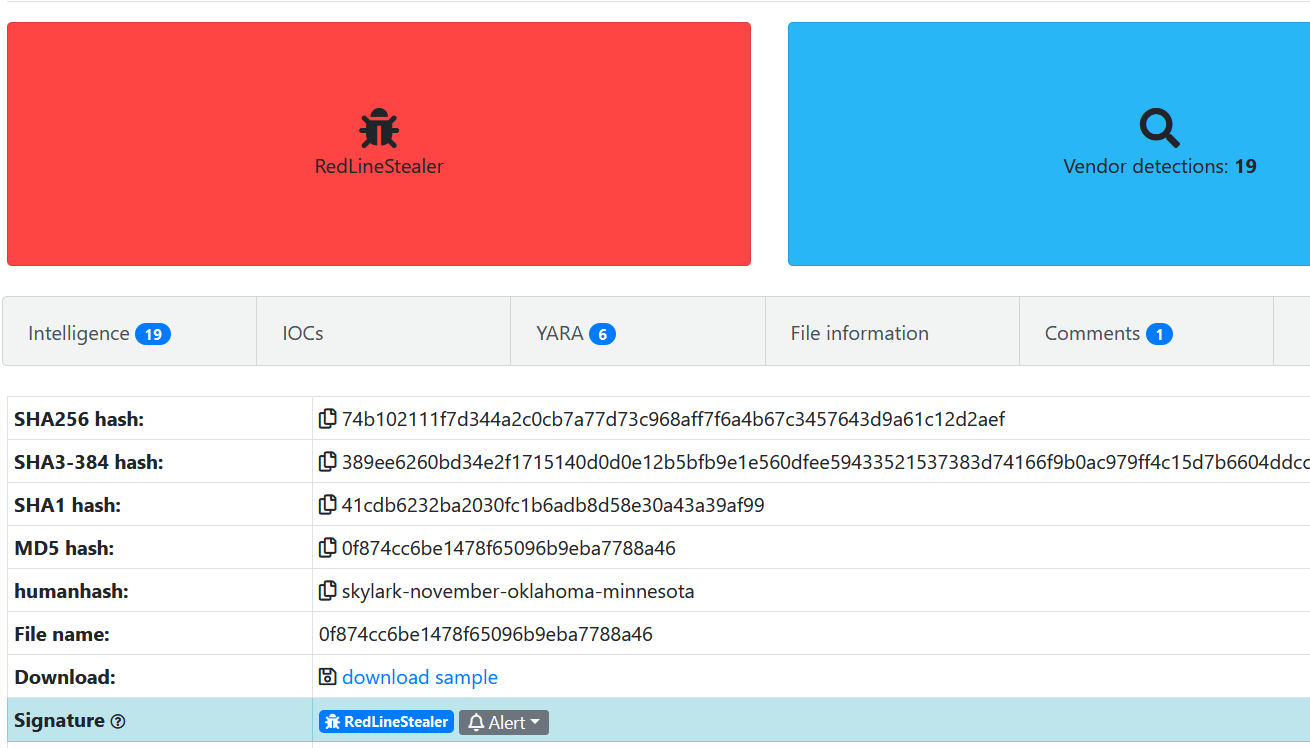 RedLineStealer
Vendor detections: 19
Intelligence 19
IOCs
YARA 6
File information
Comments 1
SHA256 hash: 74b102111f7d344a2c0cb7a77d73c968aff7f6a4b67c3457643d9a61c12d2aef
SHA3-384 hash: 389ee6260bd34e2f1715140d0d0e12b5bfb9e1e560dfee59433521537383d74166f9b0ac979ff4c15d7b6604ddcc
SHA1 hash: 41cdb6232ba2030fc1b6adb8d58e30a43a39af99
MD5 hash: 0f874cc6be1478f65096b9eba7788a46
humanhash: skylark-november-oklahoma-minnesota
File name: 0f874cc6be1478f65096b9eba7788a46
Download: download sample
Signature ? RedLineStealer Alert